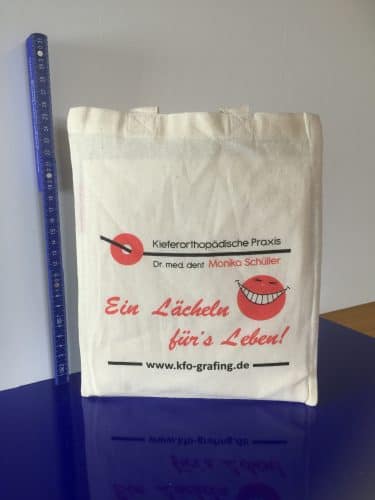 Kieferorthopädische Praxis
Dr. med. dent Monika Schüller
Ein Lächeln
für's Leben!
www.kfo-grafing.de